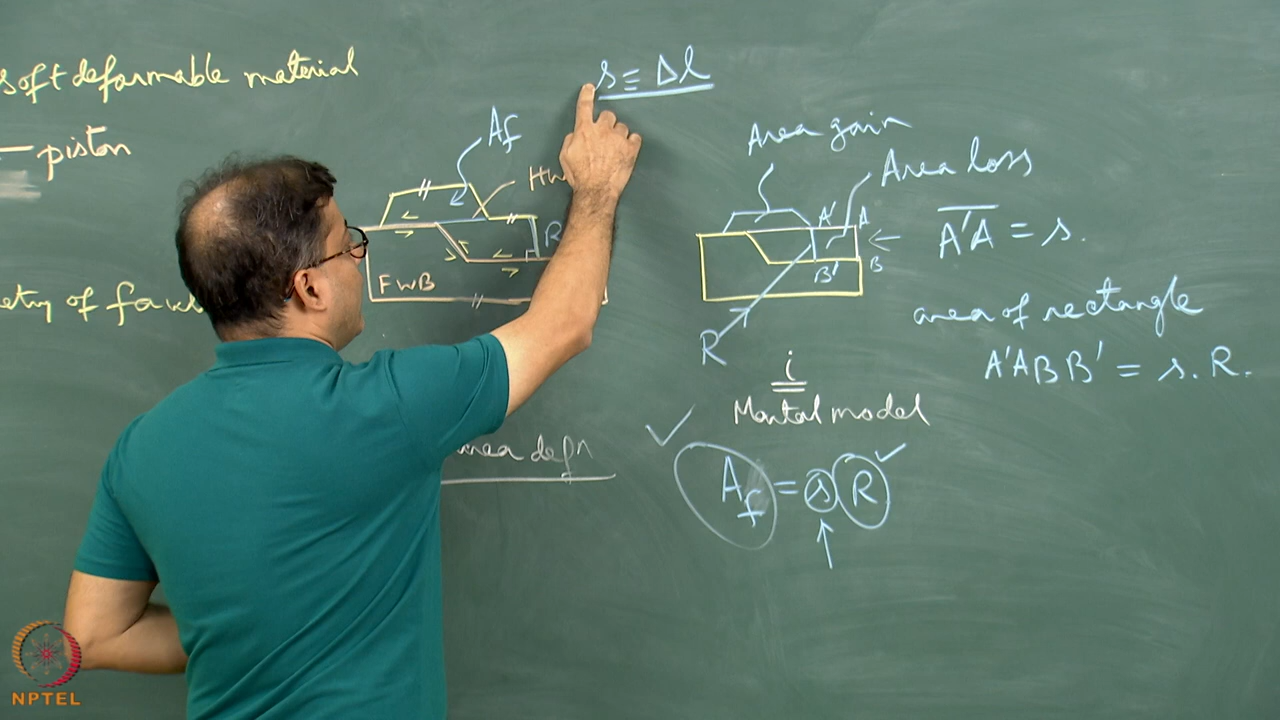 soft deformable material
— piston
s ≡ Δl
Af
HW
R
FWB
etry of fau
area defn
Area gain
Area loss
A' A
B' B
R
A'A = s.
area of rectangle
A'ABB' = s.R.
i
Mental model
Af = s R
NPTEL